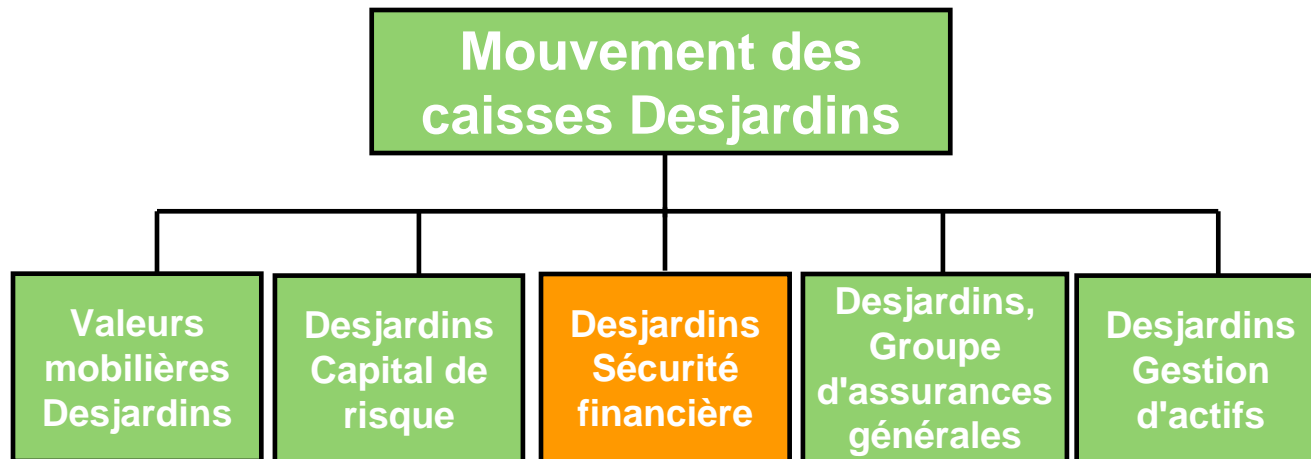 Mouvement des
caisses Desjardins
Valeurs
mobilières
Desjardins
Desjardins
Capital de
risque
Desjardins
Sécurité
financière
Desjardins,
Groupe
d'assurances
générales
Desjardins
Gestion
d'actifs